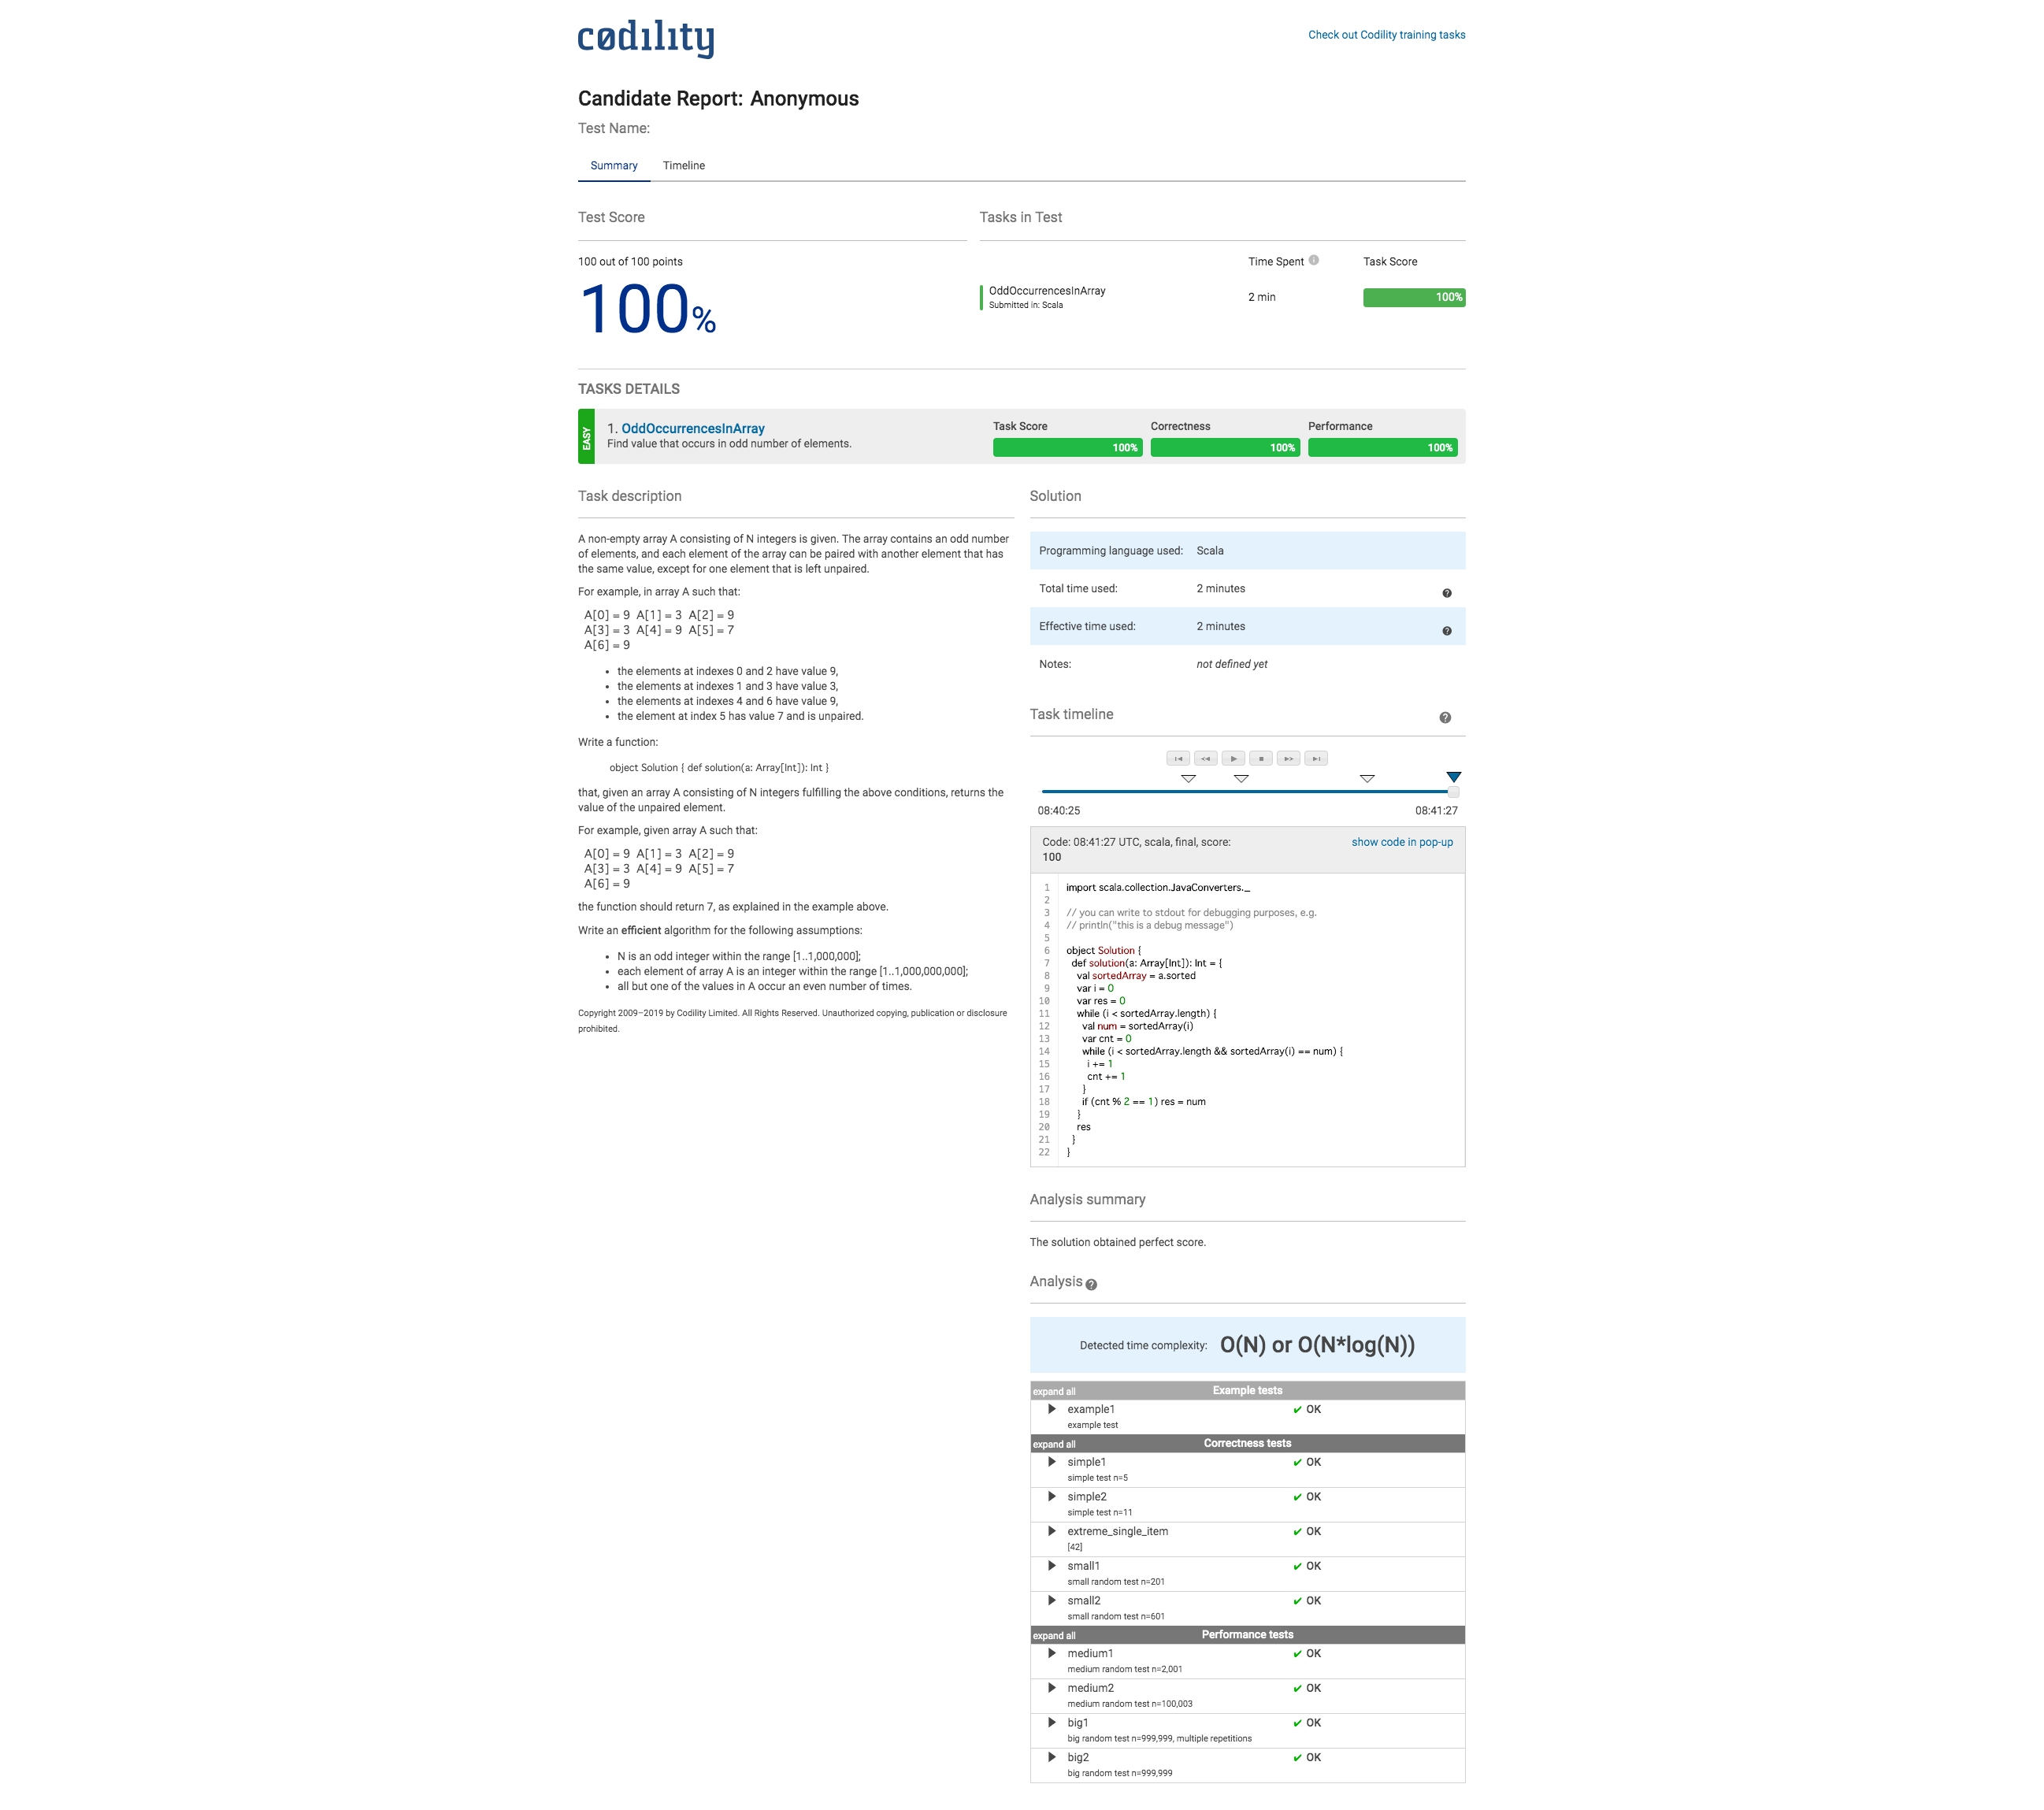 cødility
Check out Codility training tasks
Candidate Report: Anonymous
Test Name:
Summary Timeline
Test Score
100 out of 100 points
100%
Tasks in Test
Time Spent Task Score
OddOccurrencesInArray
Submitted in: Scala
2 min
100%
TASKS DETAILS
EASY
1. OddOccurrencesInArray
Find value that occurs in odd number of elements.
Task Score Correctness Performance
100% 100% 100%
Task description
A non-empty array A consisting of N integers is given. The array contains an odd number
of elements, and each element of the array can be paired with another element that has
the same value, except for one element that is left unpaired.
For example, in array A such that:
A[0] = 9 A[1] = 3 A[2] = 9
A[3] = 3 A[4] = 9 A[5] = 7
A[6] = 9
• the elements at indexes 0 and 2 have value 9,
• the elements at indexes 1 and 3 have value 3,
• the elements at indexes 4 and 6 have value 9,
• the element at index 5 has value 7 and is unpaired.
Write a function:
object Solution { def solution(a: Array[Int]): Int }
that, given an array A consisting of N integers fulfilling the above conditions, returns the
value of the unpaired element.
For example, given array A such that:
A[0] = 9 A[1] = 3 A[2] = 9
A[3] = 3 A[4] = 9 A[5] = 7
A[6] = 9
the function should return 7, as explained in the example above.
Write an efficient algorithm for the following assumptions:
• N is an odd integer within the range [1..1,000,000];
• each element of array A is an integer within the range [1..1,000,000,000];
• all but one of the values in A occur an even number of times.
Copyright 2009–2019 by Codility Limited. All Rights Reserved. Unauthorized copying, publication or disclosure
prohibited.
Solution
Programming language used: Scala
Total time used: 2 minutes
Effective time used: 2 minutes
Notes: not defined yet
Task timeline
08:40:25 08:41:27
Code: 08:41:27 UTC, scala, final, score:
100
show code in pop-up
1 import scala.collection.JavaConverters._
2
3 // you can write to stdout for debugging purposes, e.g.
4 // println("this is a debug message")
5
6 object Solution {
7 def solution(a: Array[Int]): Int = {
8 val sortedArray = a.sorted
9 var i = 0
10 var res = 0
11 while (i < sortedArray.length) {
12 val num = sortedArray(i)
13 var cnt = 0
14 while (i < sortedArray.length && sortedArray(i) == num) {
15 i += 1
16 cnt += 1
17 }
18 if (cnt % 2 == 1) res = num
19 }
20 res
21 }
22 }
Analysis summary
The solution obtained perfect score.
Analysis
Detected time complexity: O(N) or O(N*log(N))
expand all Example tests
example1 ✔ OK
example test
expand all Correctness tests
simple1 ✔ OK
simple test n=5
simple2 ✔ OK
simple test n=11
extreme_single_item ✔ OK
[42]
small1 ✔ OK
small random test n=201
small2 ✔ OK
small random test n=601
expand all Performance tests
medium1 ✔ OK
medium random test n=2,001
medium2 ✔ OK
medium random test n=100,003
big1 ✔ OK
big random test n=999,999, multiple repetitions
big2 ✔ OK
big random test n=999,999